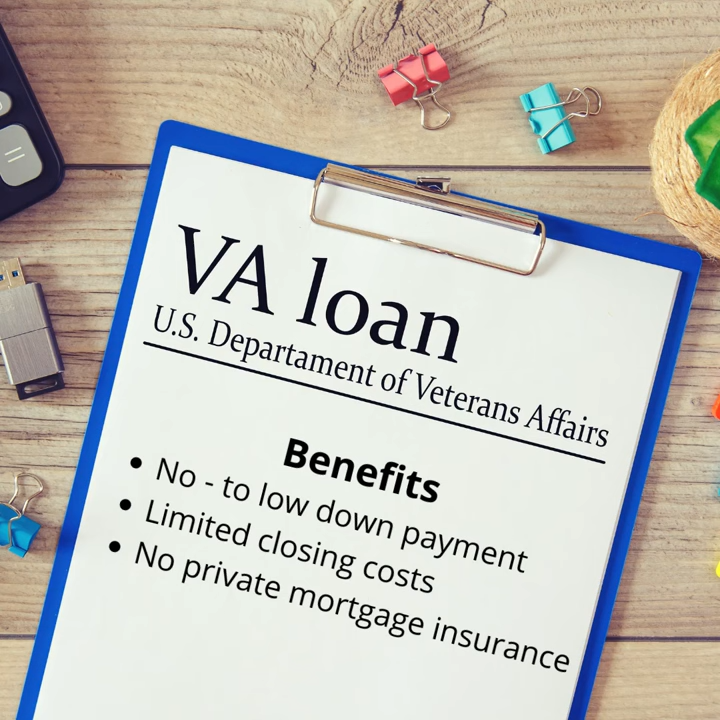 VA loan
U.S. Departament of Veterans Affairs
Benefits
• No - to low down payment
• Limited closing costs
• No private mortgage insurance